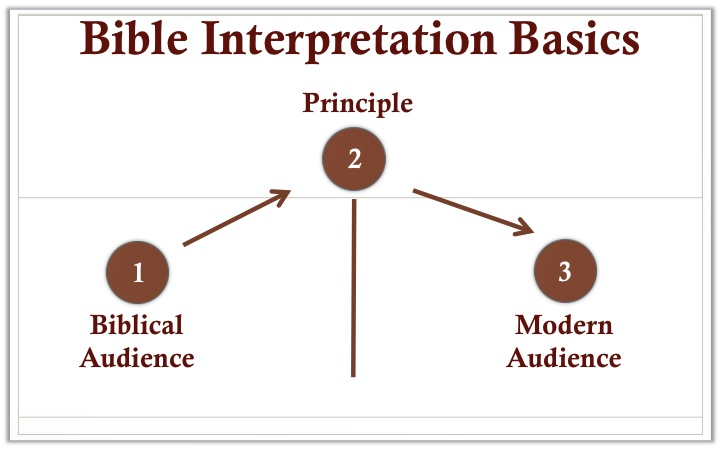 Bible Interpretation Basics
Principle
2
1
3
Biblical
Audience
Modern
Audience